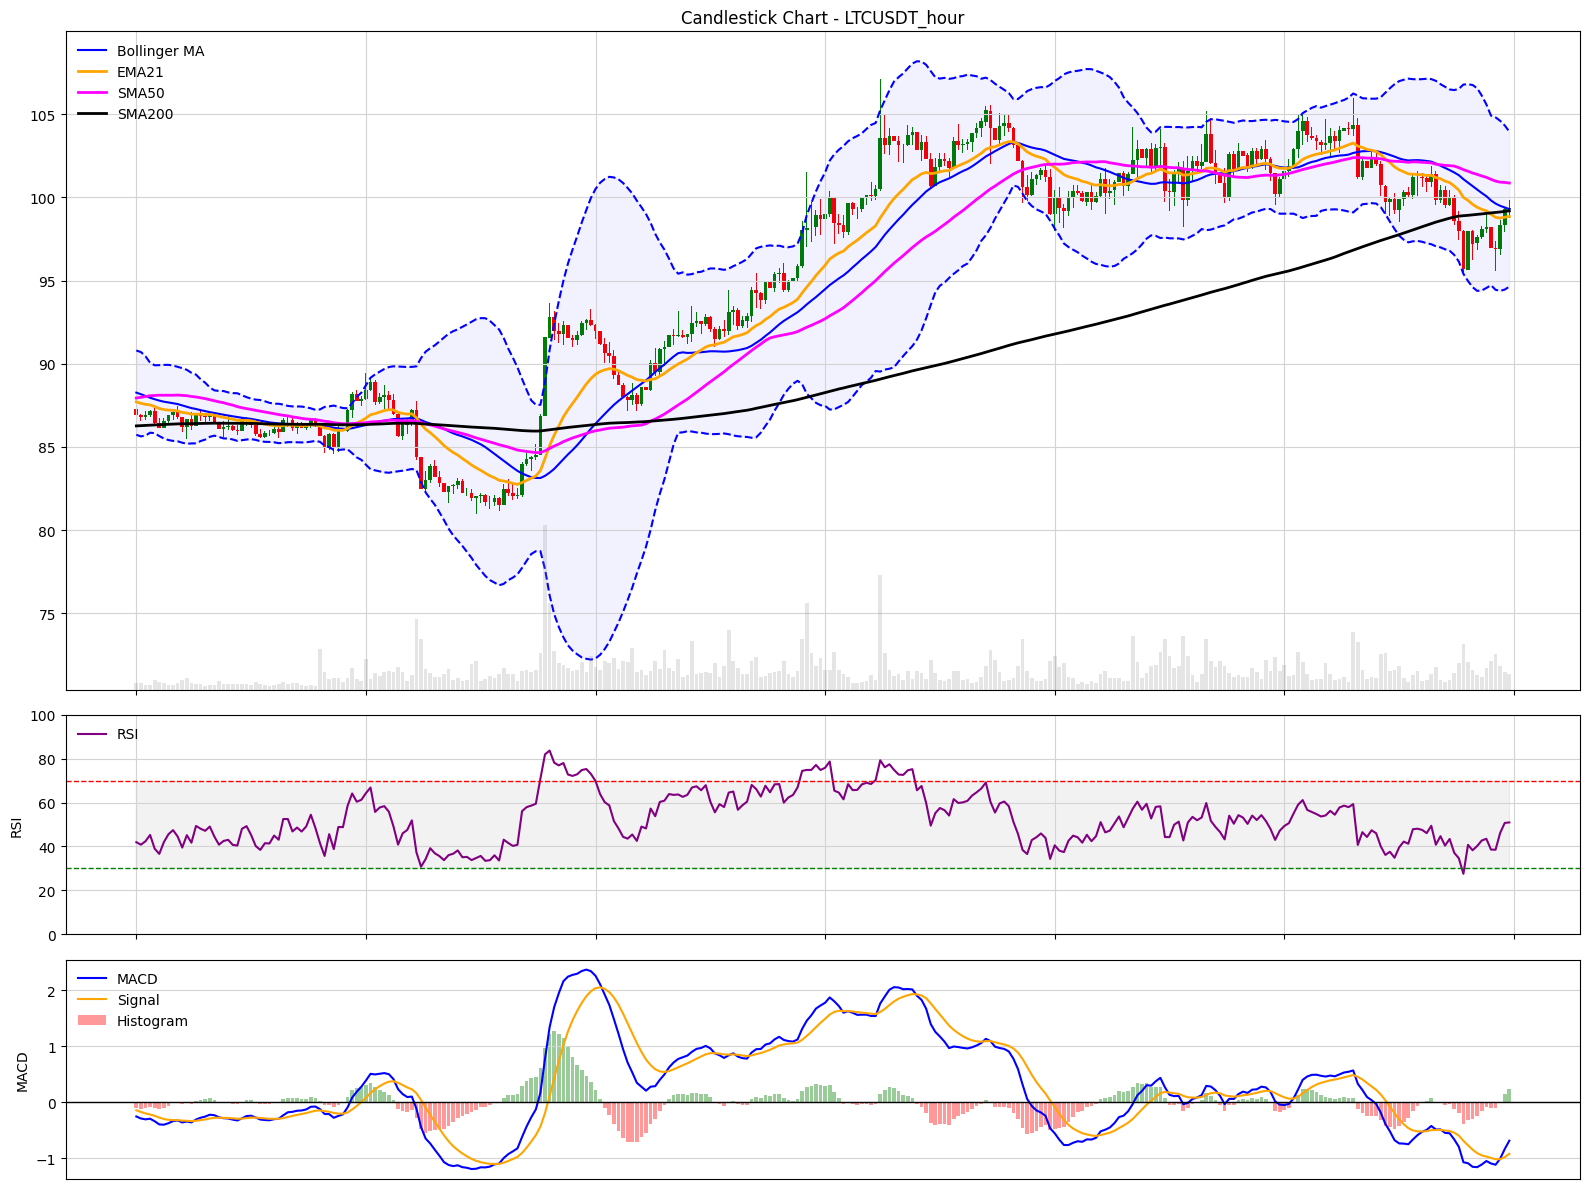 Candlestick Chart - LTCUSDT_hour
Bollinger MA
EMA21
SMA50
SMA200
105
100
95
90
85
80
75
RSI
100
80
60
40
20
0
RSI
MACD
Signal
Histogram
2
1
0
−1
MACD